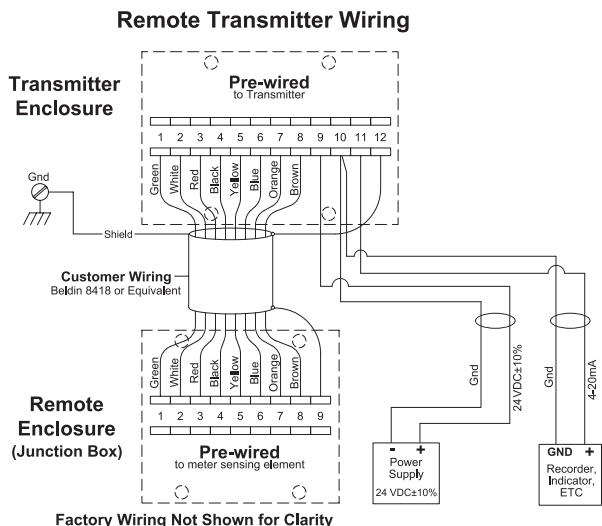 Remote Transmitter Wiring
Transmitter
Enclosure
Pre-wired
to Transmitter
1 2 3 4 5 6 7 8 9 10 11 12
Green
White
Red
Black
Yellow
Blue
Orange
Brown
Gnd
Shield
Customer Wiring
Beldin 8418 or Equivalent
Green
White
Red
Black
Yellow
Blue
Orange
Brown
1 2 3 4 5 6 7 8 9
Remote
Enclosure
(Junction Box)
Pre-wired
to meter sensing element
Factory Wiring Not Shown for Clarity
Gnd
24 VDC±10%
Gnd
4-20mA
- +
Power
Supply
24 VDC±10%
GND +
Recorder,
Indicator,
ETC